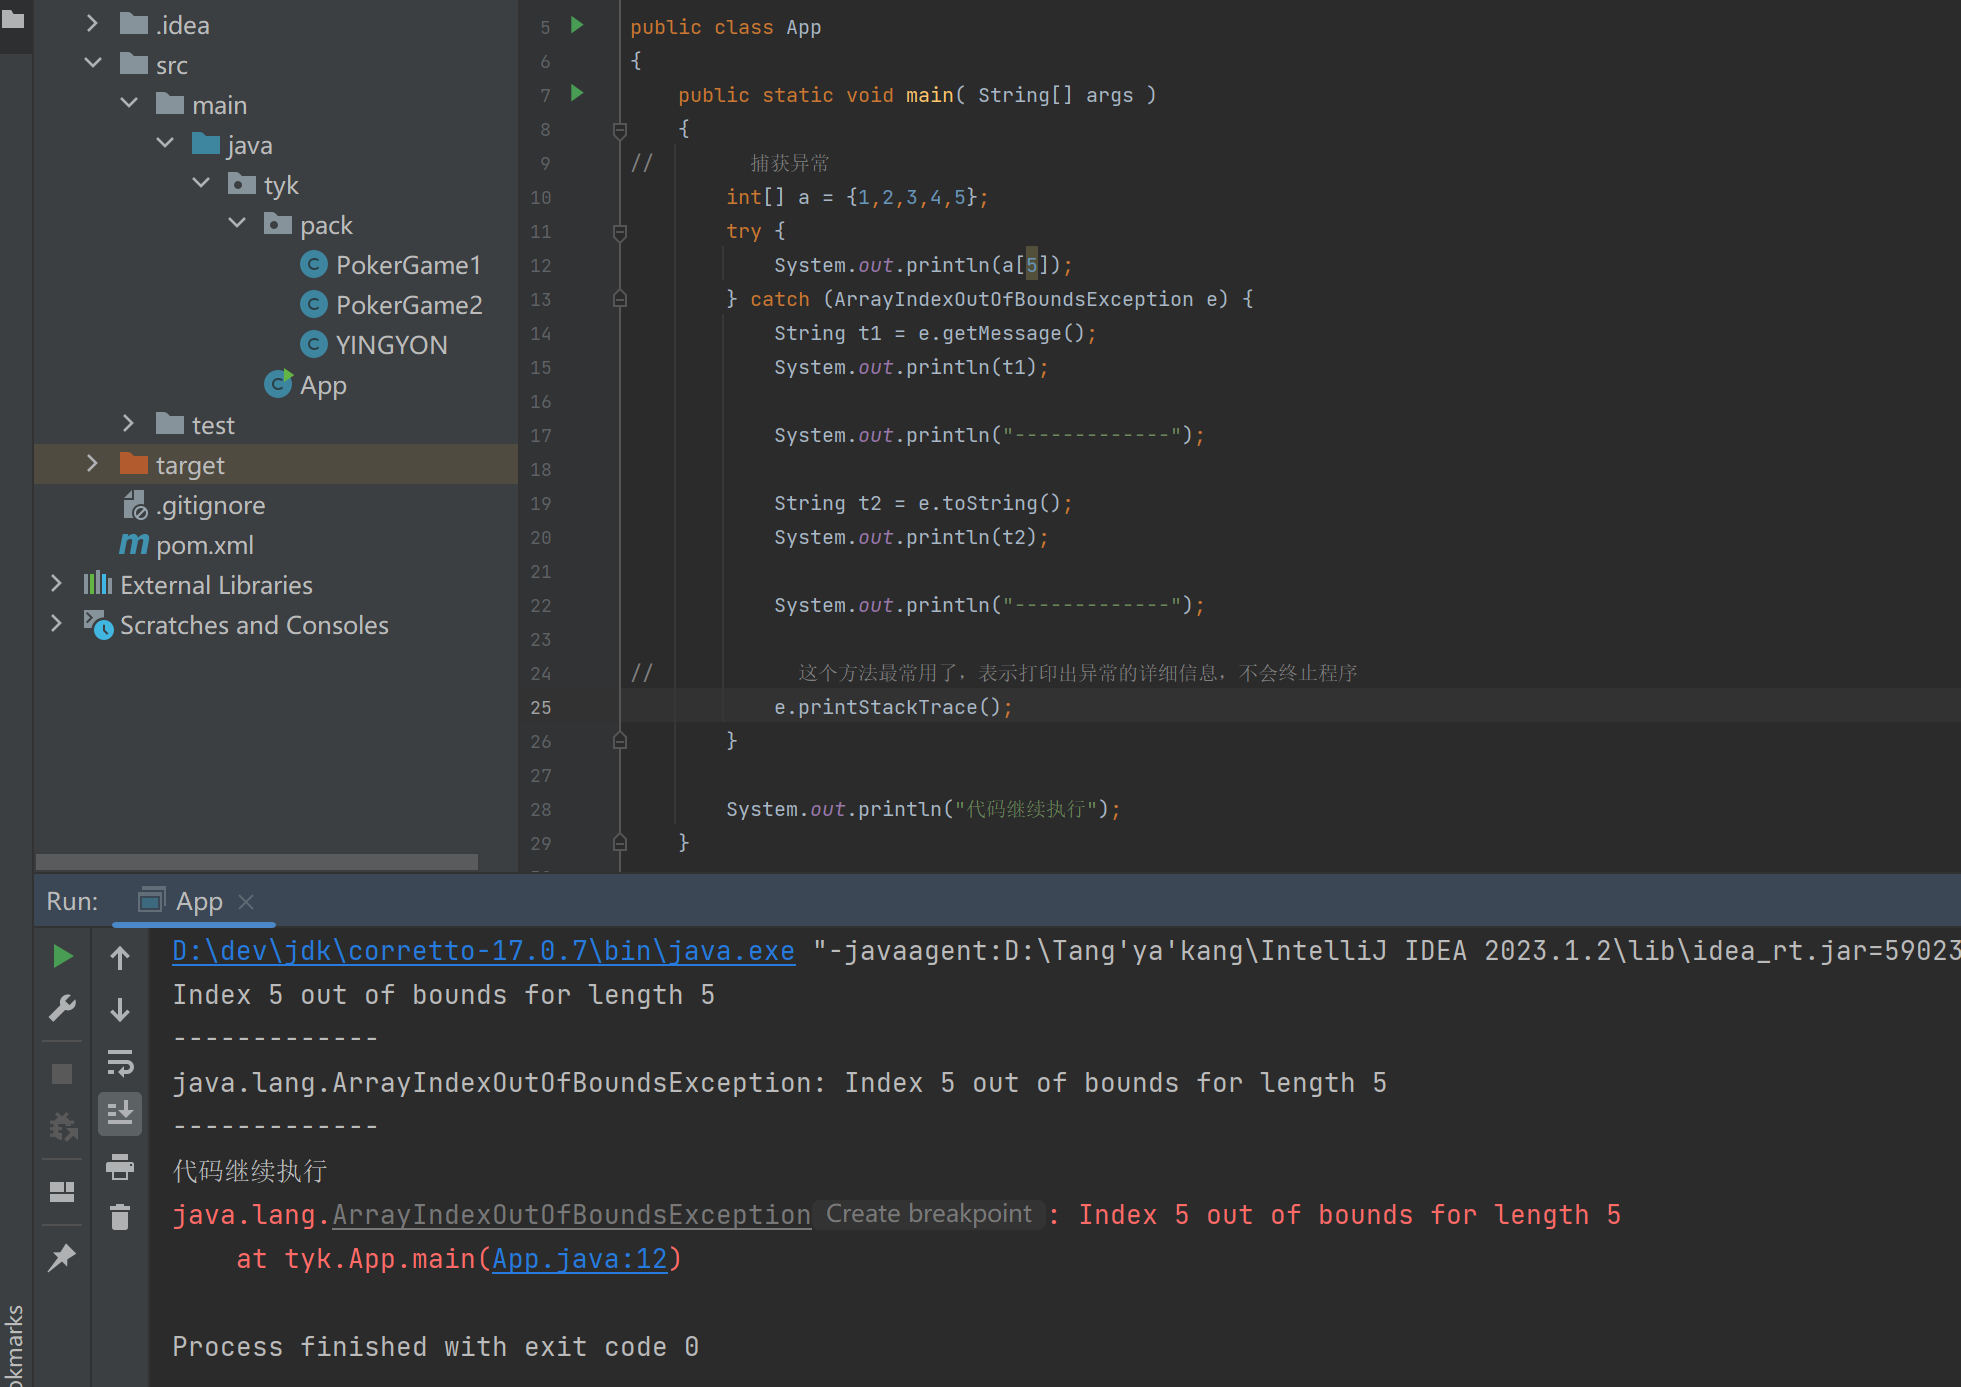 .idea
src
main
java
tyk
pack
PokerGame1
PokerGame2
YINGYON
App
test
target
.gitignore
pom.xml
External Libraries
Scratches and Consoles
5 public class App
6 {
7 public static void main( String[] args )
8 {
9 // 捕获异常
10 int[] a = {1,2,3,4,5};
11 try {
12 System.out.println(a[5]);
13 } catch (ArrayIndexOutOfBoundsException e) {
14 String t1 = e.getMessage();
15 System.out.println(t1);
16
17 System.out.println("-------------");
18
19 String t2 = e.toString();
20 System.out.println(t2);
21
22 System.out.println("-------------");
23
24 // 这个方法最常用了，表示打印出异常的详细信息，不会终止程序
25 e.printStackTrace();
26 }
27
28 System.out.println("代码继续执行");
29 }
Run: App
D:\dev\jdk\corretto-17.0.7\bin\java.exe "-javaagent:D:\Tang'ya'kang\IntelliJ IDEA 2023.1.2\lib\idea_rt.jar=59023
Index 5 out of bounds for length 5
-------------
java.lang.ArrayIndexOutOfBoundsException: Index 5 out of bounds for length 5
-------------
代码继续执行
java.lang.ArrayIndexOutOfBoundsException Create breakpoint : Index 5 out of bounds for length 5
at tyk.App.main(App.java:12)
Process finished with exit code 0
okmarks